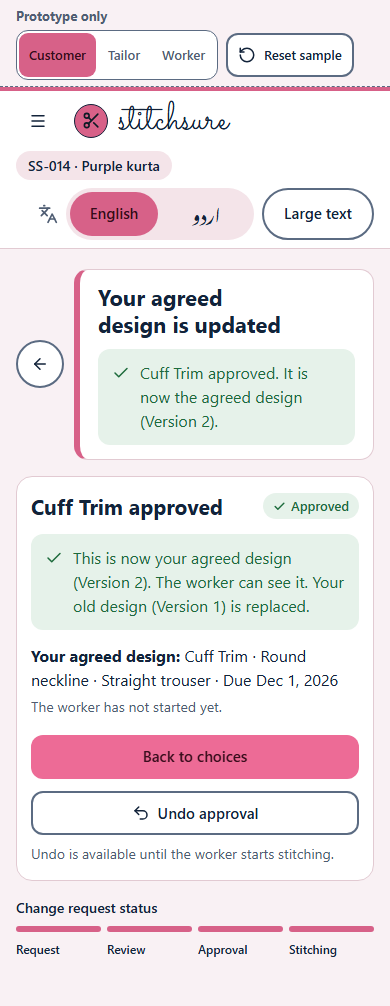 Prototype only
Customer Tailor Worker Reset sample
stitchsure
SS-014 · Purple kurta
English اردو Large text
Your agreed
design is updated
Cuff Trim approved. It is
now the agreed design
(Version 2).
Cuff Trim approved Approved
This is now your agreed design
(Version 2). The worker can see it. Your
old design (Version 1) is replaced.
Your agreed design: Cuff Trim · Round
neckline · Straight trouser · Due Dec 1, 2026
The worker has not started yet.
Back to choices
Undo approval
Undo is available until the worker starts stitching.
Change request status
Request Review Approval Stitching